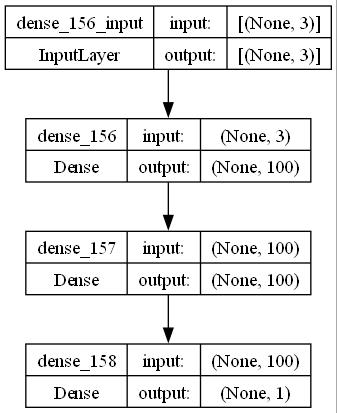 dense_156_input input: [(None, 3)]
InputLayer output: [(None, 3)]
dense_156 input: (None, 3)
Dense output: (None, 100)
dense_157 input: (None, 100)
Dense output: (None, 100)
dense_158 input: (None, 100)
Dense output: (None, 1)